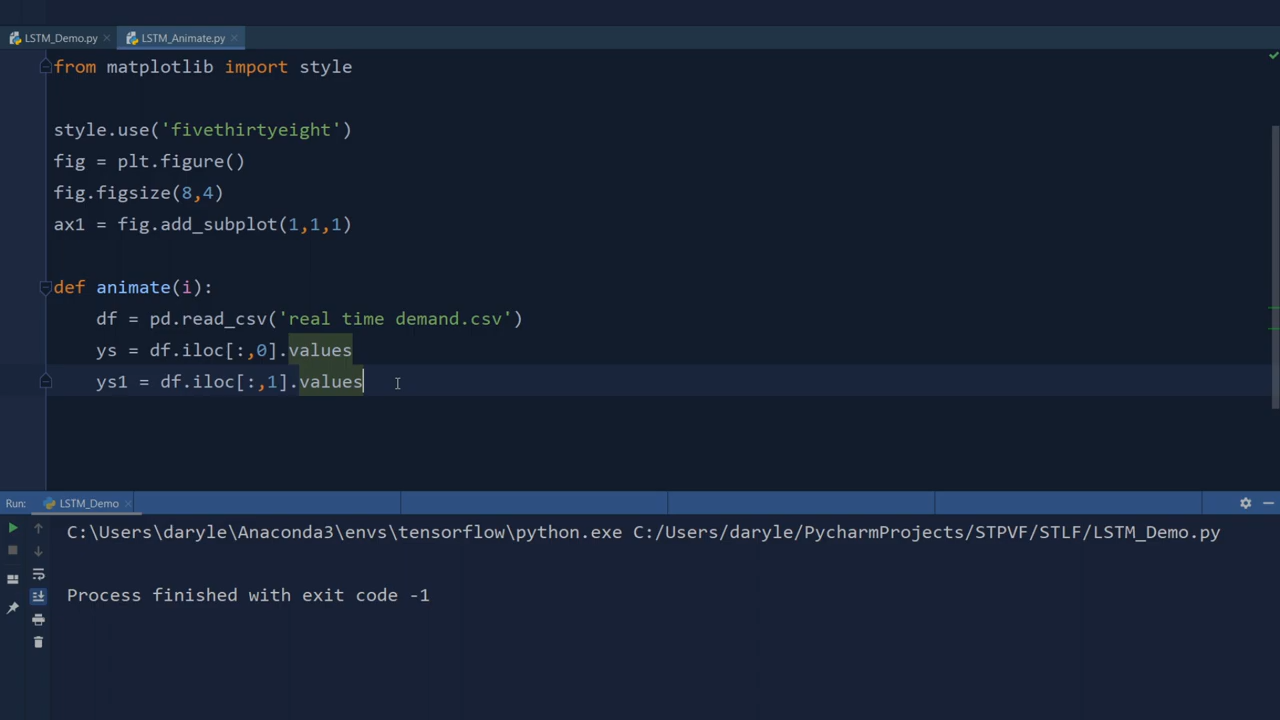 LSTM_Demo.py
LSTM_Animate.py
from matplotlib import style
style.use('fivethirtyeight')
fig = plt.figure()
fig.figsize(8,4)
ax1 = fig.add_subplot(1,1,1)
def animate(i):
df = pd.read_csv('real time demand.csv')
ys = df.iloc[:,0].values
ys1 = df.iloc[:,1].values
Run: LSTM_Demo
C:\Users\daryle\Anaconda3\envs\tensorflow\python.exe C:/Users/daryle/PycharmProjects/STPVF/STLF/LSTM_Demo.py
Process finished with exit code -1